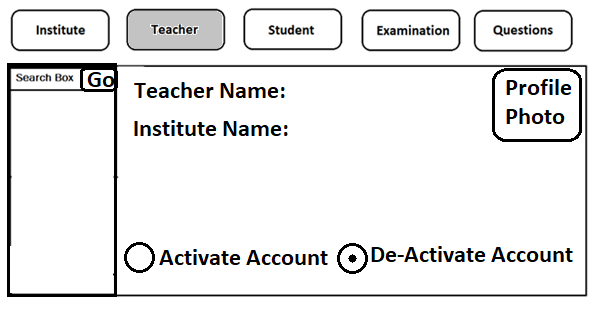 Institute
Teacher
Student
Examination
Questions
Search Box Go
Teacher Name:
Institute Name:
Profile
Photo
Activate Account
De-Activate Account